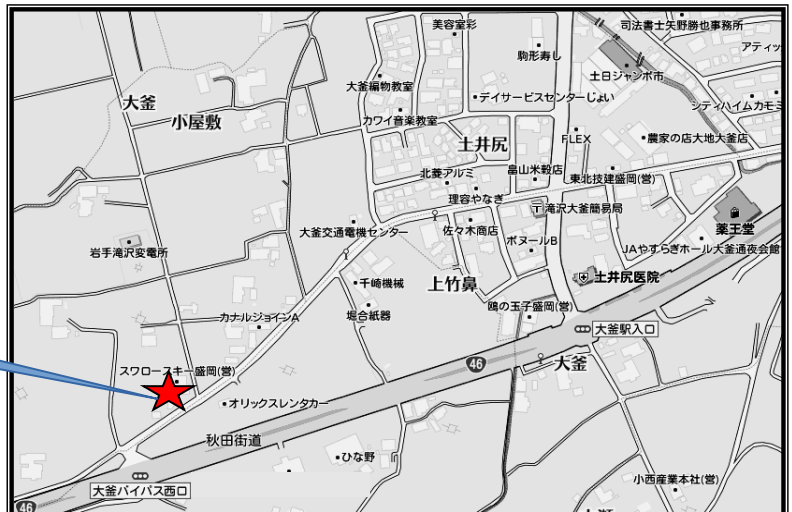 美容室彩
司法書士矢野勝也事務所
駒形寿し
アティッ
土日ジャンボ市
大釜編物教室
デイサービスセンターじょい
大釜
シティハイムカモミ
小屋敷
カワイ音楽教室
土井尻
FLEX
農家の店大地大釜店
北菱アルミ
畠山米穀店
東北技建盛岡(営)
理容やなぎ
〒滝沢大釜簡易局
大釜交通電機センター
佐々木商店
薬王堂
ボヌールB
岩手滝沢変電所
JAやすらぎホール大釜通夜会館
千崎機械
上竹鼻
土井尻医院
カナルジョインA
堀合紙器
鴎の玉子盛岡(営)
大釜駅入口
46
大釜
スワロースキー盛岡(営)
オリックスレンタカー
秋田街道
ひな野
小西産業本社(営)
大釜バイパス西口
46